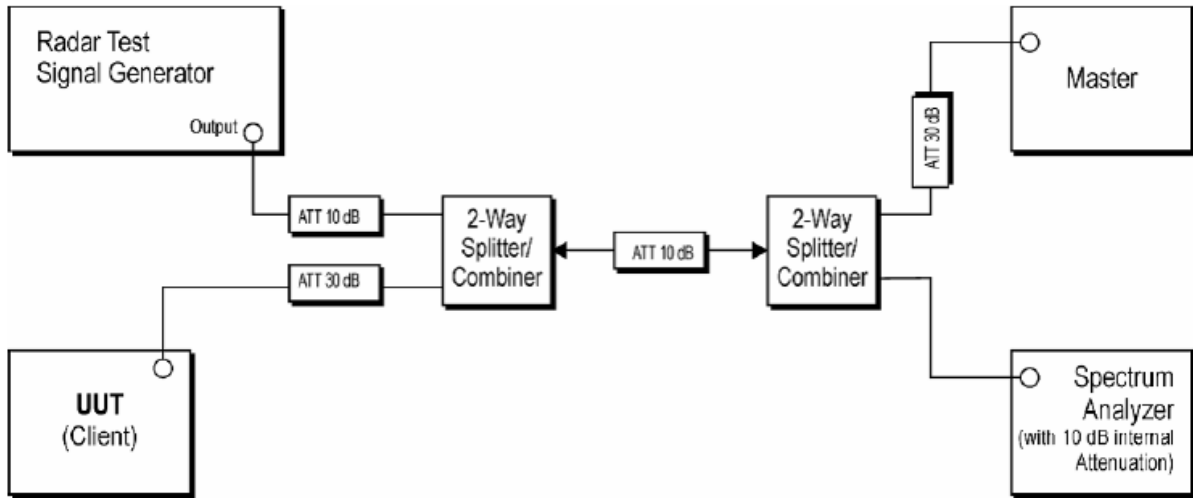 Radar Test
Signal Generator
Output
ATT 10 dB
2-Way
Splitter/
Combiner
ATT 30 dB
UUT
(Client)
ATT 10 dB
2-Way
Splitter/
Combiner
ATT 30 dB
Master
Spectrum
Analyzer
(with 10 dB internal
Attenuation)